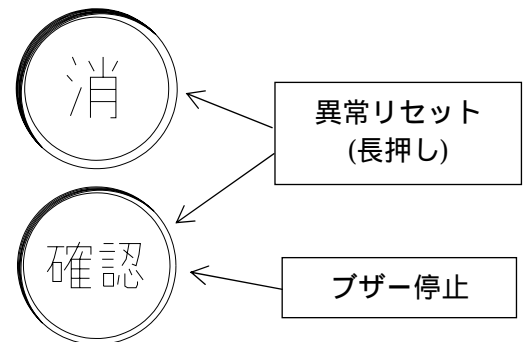 消
異常リセット
(長押し)
確認
ブザー停止